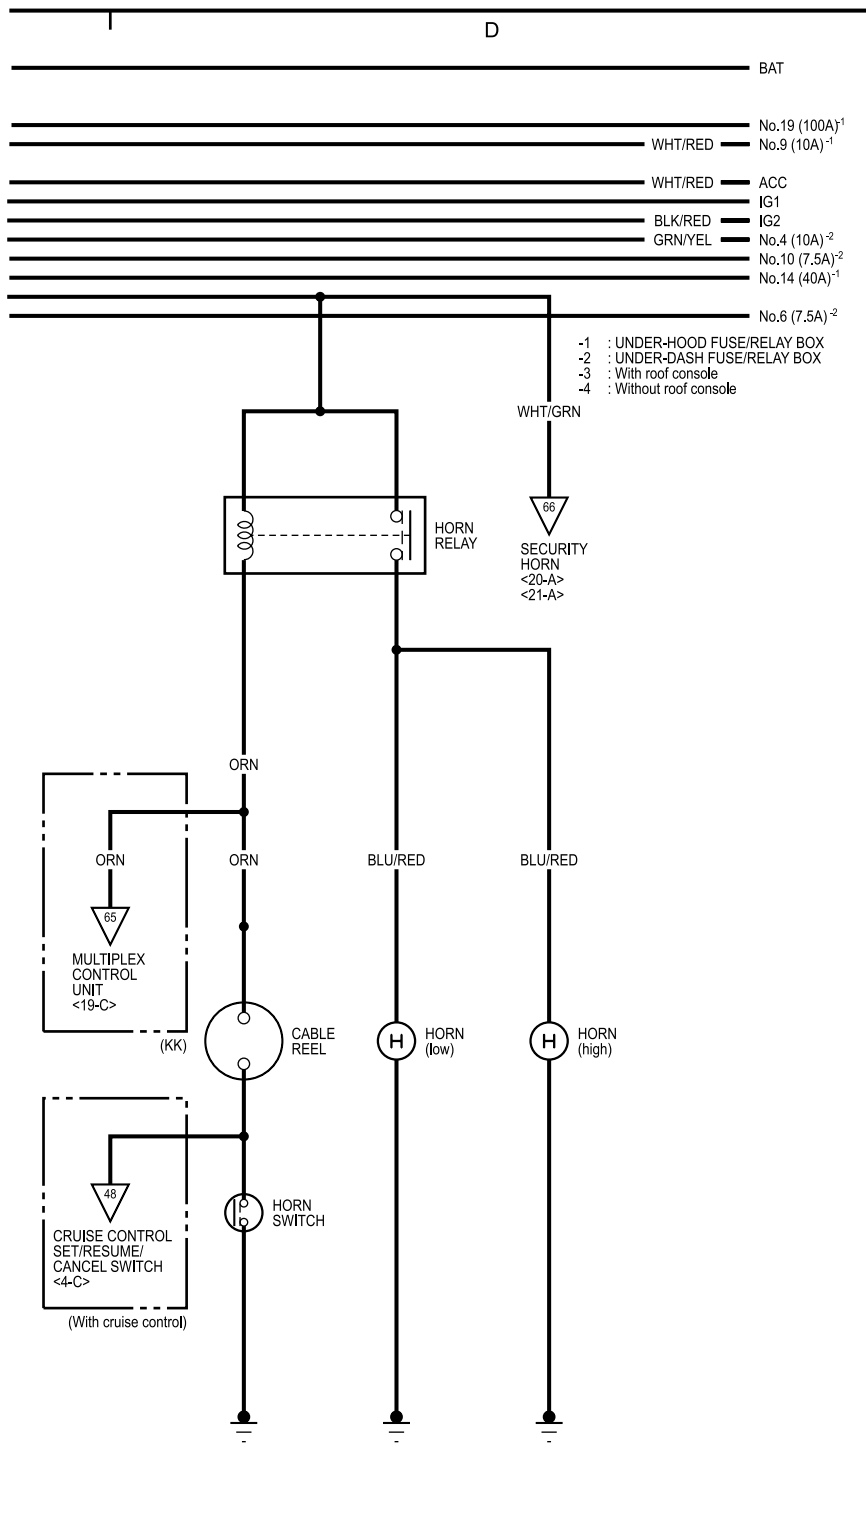 D
BAT
No.19 (100A)-1
WHT/RED No.9 (10A) -1
WHT/RED ACC
IG1
BLK/RED IG2
GRN/YEL No.4 (10A) -2
No.10 (7.5A)-2
No.14 (40A)-1
No.6 (7.5A) -2
-1 : UNDER-HOOD FUSE/RELAY BOX
-2 : UNDER-DASH FUSE/RELAY BOX
-3 : With roof console
-4 : Without roof console
WHT/GRN
66
HORN
RELAY
SECURITY
HORN
<20-A>
<21-A>
ORN
ORN ORN BLU/RED BLU/RED
65
MULTIPLEX
CONTROL
UNIT
<19-C>
(KK)
CABLE
REEL
H
HORN
(low)
H
HORN
(high)
48
CRUISE CONTROL
SET/RESUME/
CANCEL SWITCH
<4-C>
(With cruise control)
HORN
SWITCH